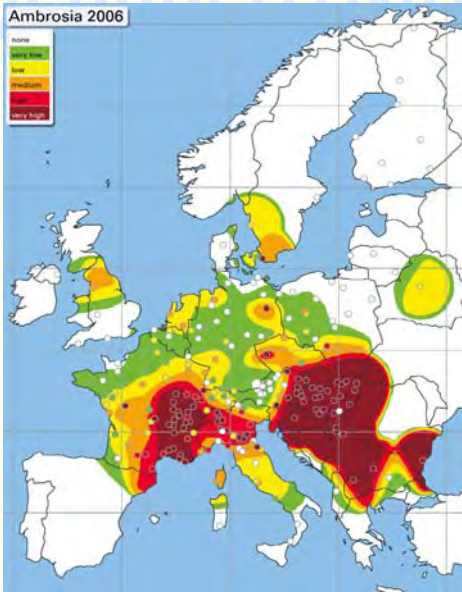 Ambrosia 2006
none
very low
low
medium
high
very high